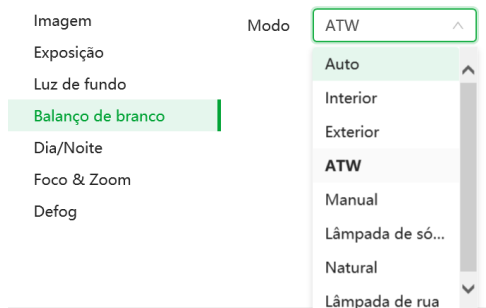 Imagem
Exposição
Luz de fundo
Balanço de branco
Dia/Noite
Foco & Zoom
Defog
Modo
ATW
Auto
Interior
Exterior
ATW
Manual
Lâmpada de só...
Natural
Lâmpada de rua